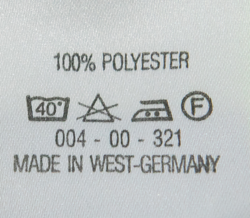 100% POLYESTER
40° F
004 - 00 - 321
MADE IN WEST-GERMANY